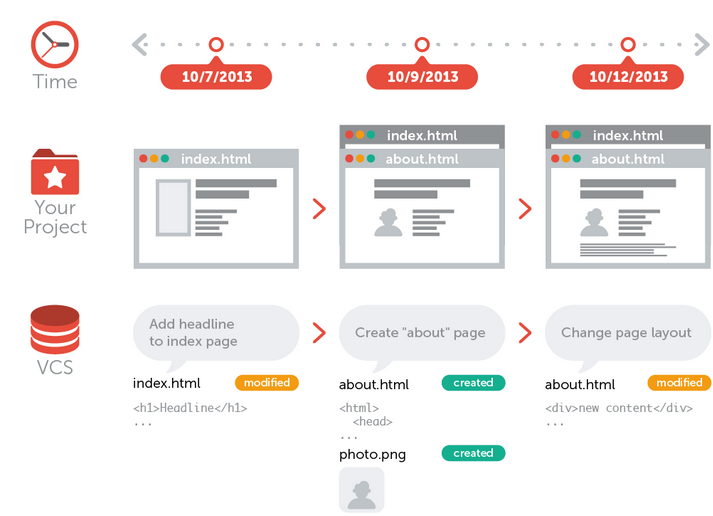 Time
10/7/2013
10/9/2013
10/12/2013
Your
Project
index.html
index.html
about.html
index.html
about.html
VCS
Add headline
to index page
index.html
modified
<h1>Headline</h1>
...
Create "about" page
about.html
created
<html>
<head>
...
photo.png
created
Change page layout
about.html
modified
<div>new content</div>
...